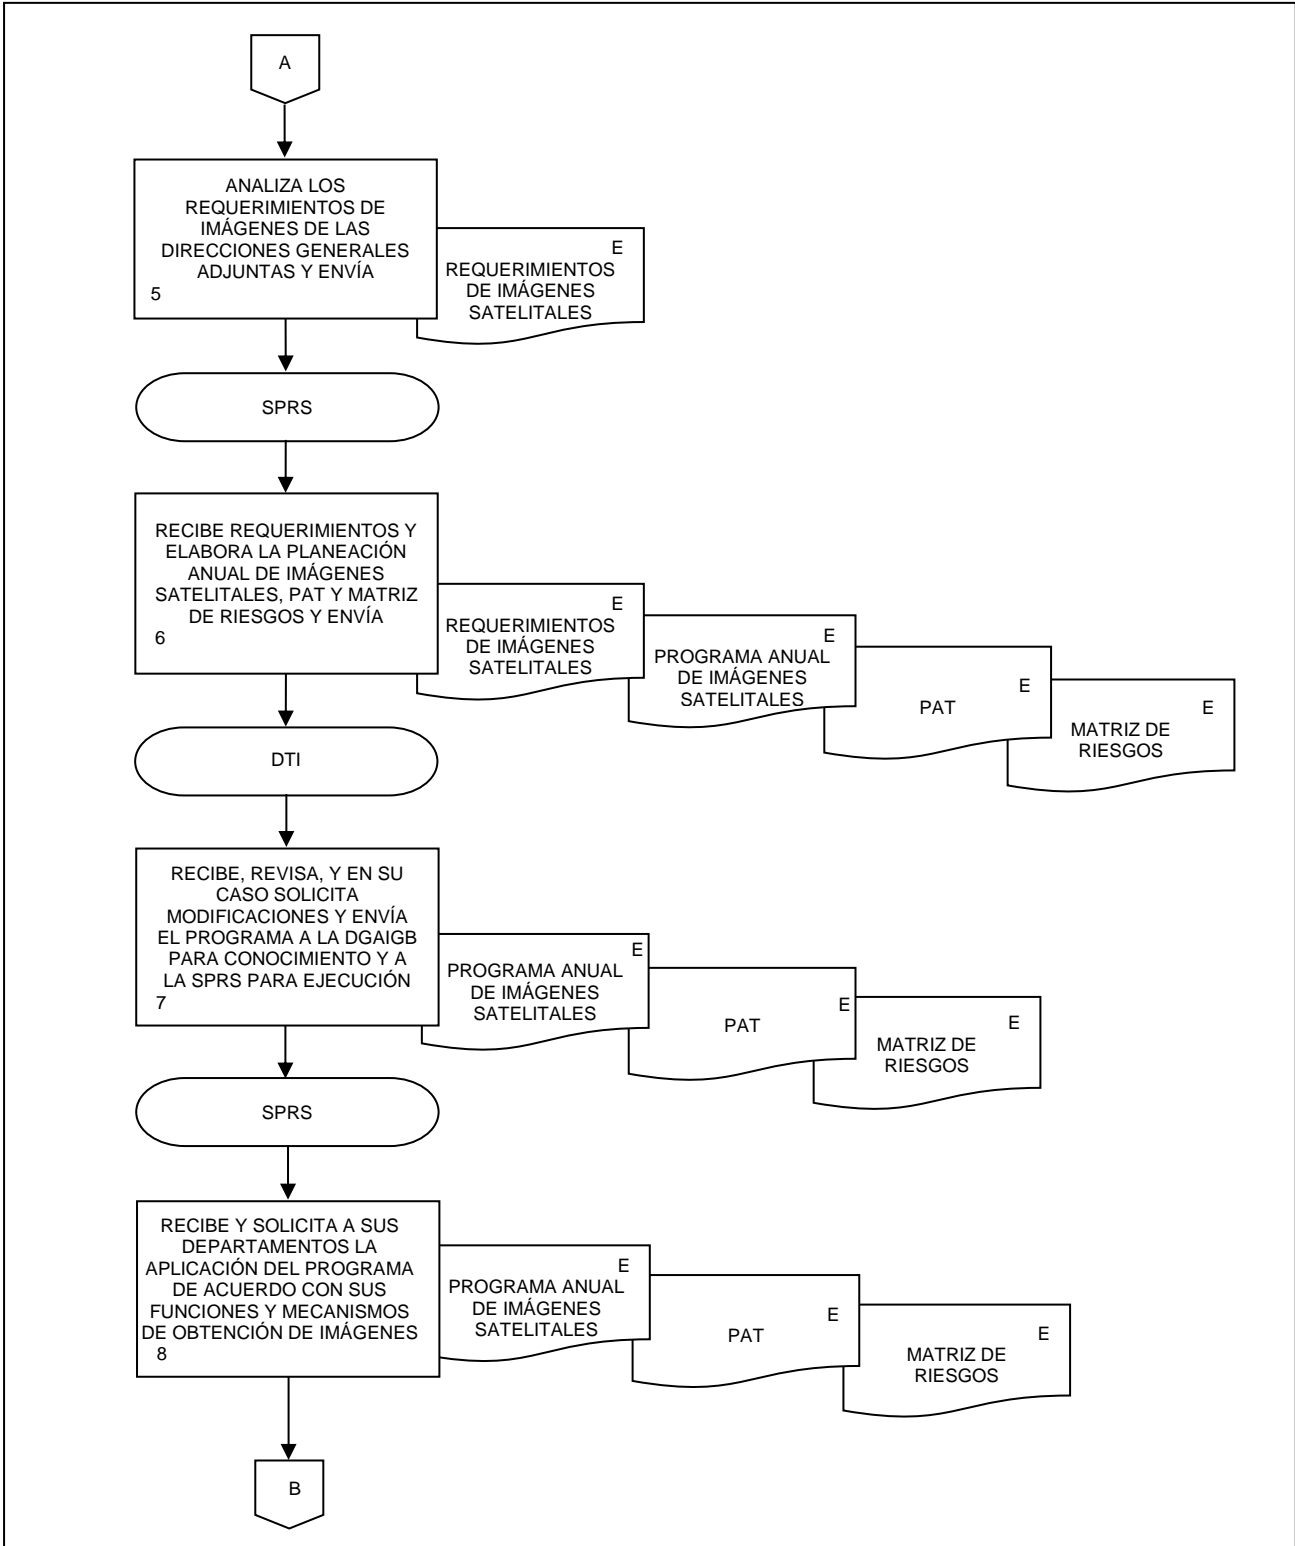 A
ANALIZA LOS
REQUERIMIENTOS DE
IMÁGENES DE LAS
DIRECCIONES GENERALES
ADJUNTAS Y ENVÍA
5
E
REQUERIMIENTOS
DE IMÁGENES
SATELITALES
SPRS
RECIBE REQUERIMIENTOS Y
ELABORA LA PLANEACIÓN
ANUAL DE IMÁGENES
SATELITALES, PAT Y MATRIZ
DE RIESGOS Y ENVÍA
6
E
REQUERIMIENTOS
DE IMÁGENES
SATELITALES
E
PROGRAMA ANUAL
DE IMÁGENES
SATELITALES
E
PAT
E
MATRIZ DE
RIESGOS
DTI
RECIBE, REVISA, Y EN SU
CASO SOLICITA
MODIFICACIONES Y ENVÍA
EL PROGRAMA A LA DGAIGB
PARA CONOCIMIENTO Y A
LA SPRS PARA EJECUCIÓN
7
E
PROGRAMA ANUAL
DE IMÁGENES
SATELITALES
E
PAT
E
MATRIZ DE
RIESGOS
SPRS
RECIBE Y SOLICITA A SUS
DEPARTAMENTOS LA
APLICACIÓN DEL PROGRAMA
DE ACUERDO CON SUS
FUNCIONES Y MECANISMOS
DE OBTENCIÓN DE IMÁGENES
8
E
PROGRAMA ANUAL
DE IMÁGENES
SATELITALES
E
PAT
E
MATRIZ DE
RIESGOS
B